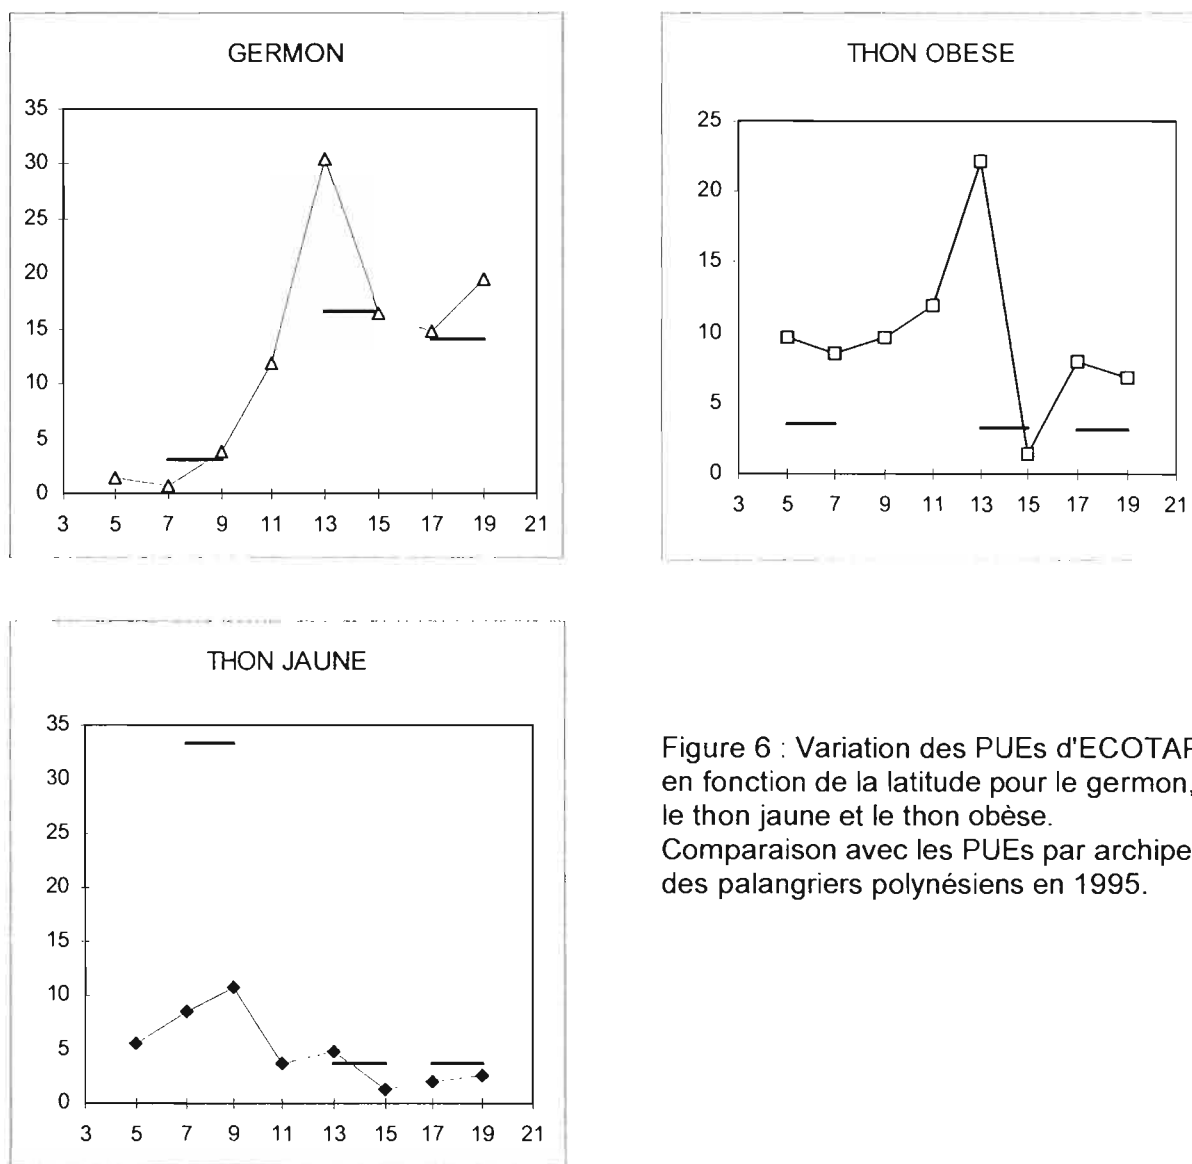 GERMON
35
30
25
20
15
10
5
0
3 5 7 9 11 13 15 17 19 21
THON OBESE
25
20
15
10
5
0
3 5 7 9 11 13 15 17 19 21
THON JAUNE
35
30
25
20
15
10
5
0
3 5 7 9 11 13 15 17 19 21
Figure 6 : Variation des PUEs d'ECOTAP
en fonction de la latitude pour le germon,
le thon jaune et le thon obèse.
Comparaison avec les PUEs par archipe
des palangriers polynésiens en 1995.